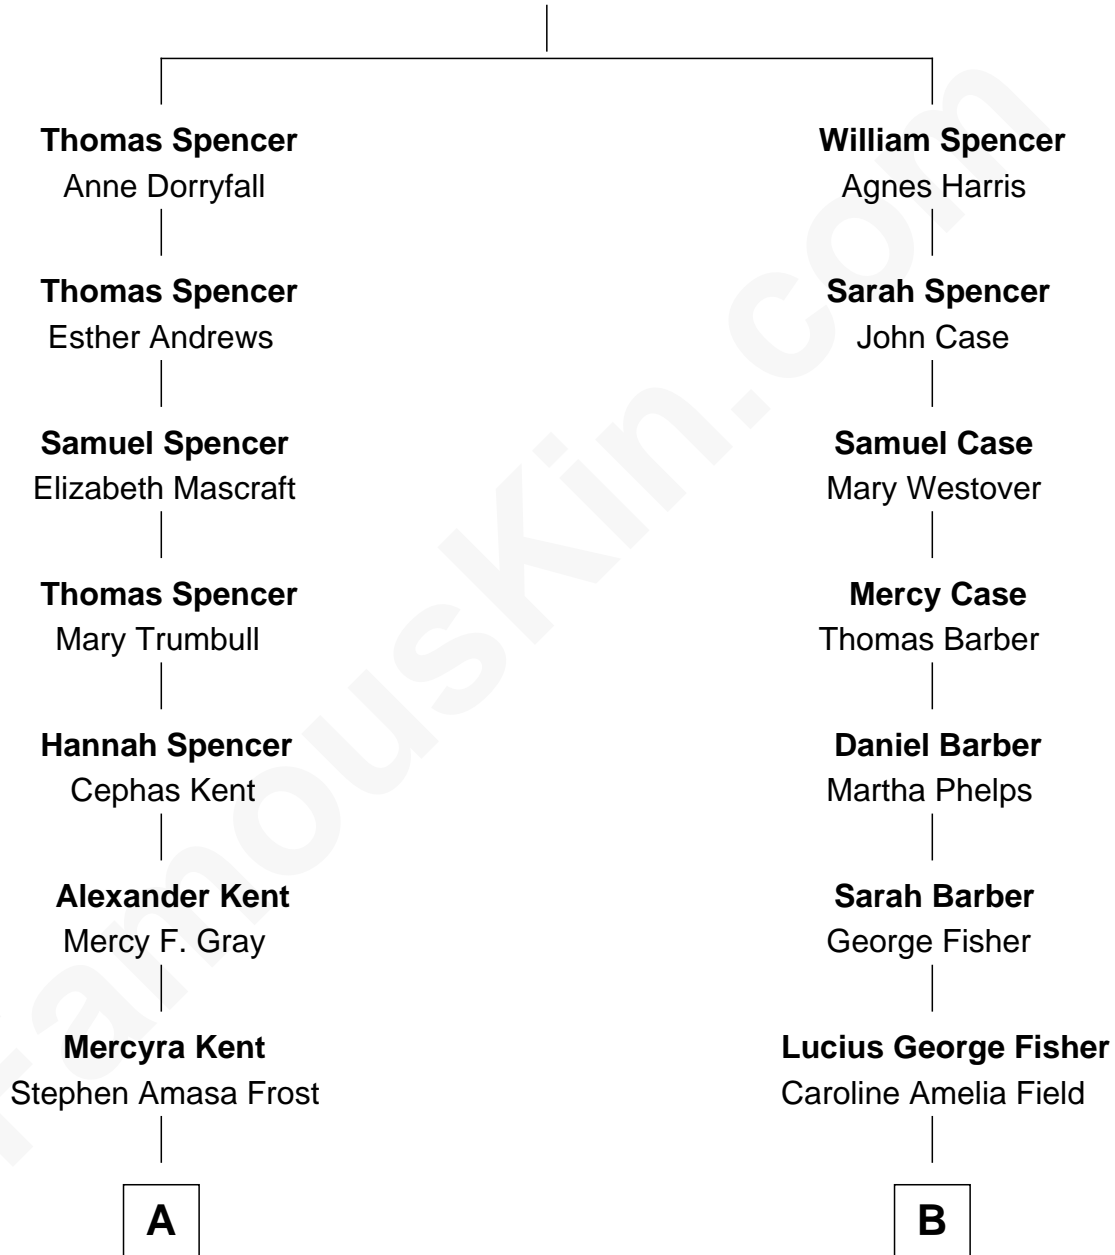 Thomas Spencer
Anne Dorryfall
Thomas Spencer
Esther Andrews
Samuel Spencer
Elizabeth Mascraft
Thomas Spencer
Mary Trumbull
Hannah Spencer
Cephas Kent
Alexander Kent
Mercy F. Gray
Mercyra Kent
Stephen Amasa Frost
A
William Spencer
Agnes Harris
Sarah Spencer
John Case
Samuel Case
Mary Westover
Mercy Case
Thomas Barber
Daniel Barber
Martha Phelps
Sarah Barber
George Fisher
Lucius George Fisher
Caroline Amelia Field
B
FamousKin.com